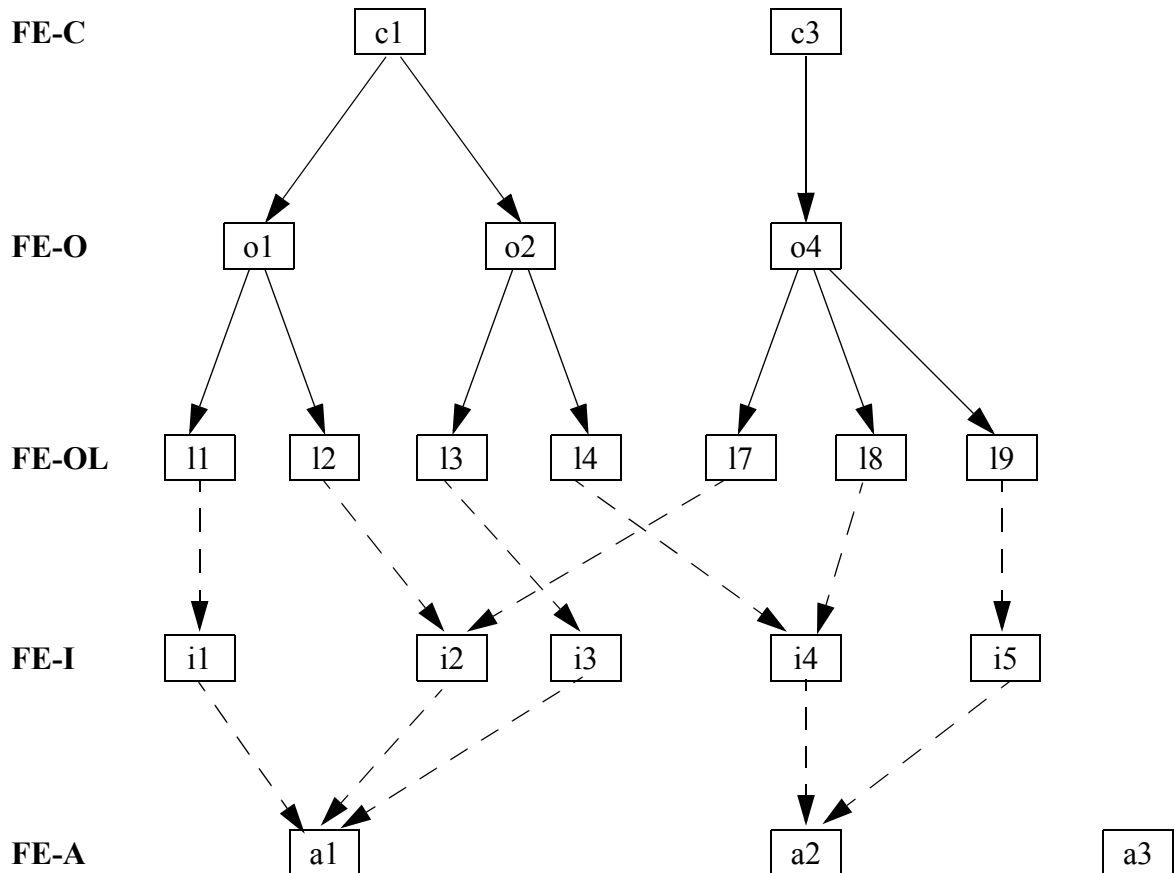 FE-C c1 c3
FE-O o1 o2 o4
FE-OL l1 l2 l3 l4 l7 l8 l9
FE-I i1 i2 i3 i4 i5
FE-A a1 a2 a3